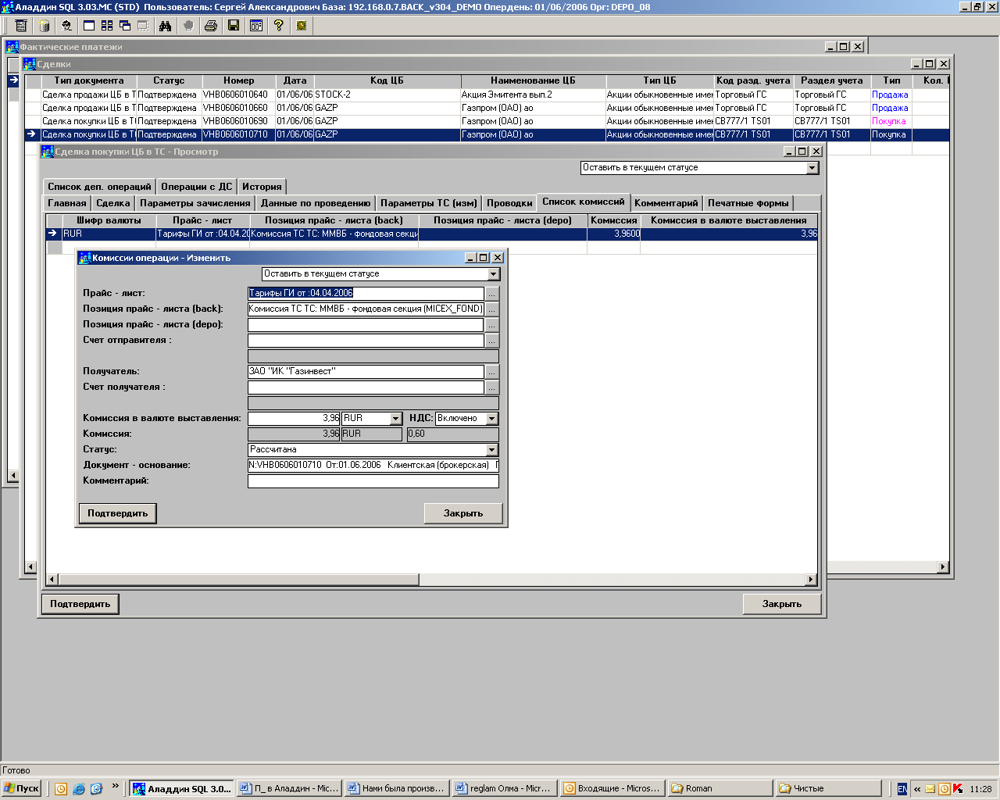 Аладдин SQL 3.03.MC (STD) Пользователь: Сергей Александрович База: 192.168.0.7.BACK_v304_DEMO Опердень: 01/06/2006 Орг: DEPO_08
Фактические платежи
Сделки
Тип документа Статус Номер Дата Код ЦБ Наименование ЦБ Тип ЦБ Код разд. учета Раздел учета Тип Кол.
Сделка продажи ЦБ в Т Подтверждена VHB0606010640 01/06/06 STOCK-2 Акция Эмитента вып.2 Акции обыкновенные имен Торговый ГС Торговый ГС Продажа
Сделка продажи ЦБ в Т Подтверждена VHB0606010660 01/06/06 GAZP Газпром (ОАО) ао Акции обыкновенные имен Торговый ГС Торговый ГС Продажа
Сделка покупки ЦБ в Т Подтверждена VHB0606010690 01/06/06 GAZP Газпром (ОАО) ао Акции обыкновенные имен СВ777/1 TS01 СВ777/1 TS01 Покупка
Сделка покупки ЦБ в Т Подтверждена VHB0606010710 01/06/06 GAZP Газпром (ОАО) ао Акции обыкновенные имен СВ777/1 TS01 СВ777/1 TS01 Покупка
Сделка покупки ЦБ в ТС - Просмотр
Оставить в текущем статусе
Список деп. операций Операции с ДС История
Главная Сделка Параметры зачисления Данные по проведению Параметры ТС (изм) Проводки Список комиссий Комментарий Печатные формы
Шифр валюты Прайс - лист Позиция прайс - листа (back) Позиция прайс - листа (depo) Комиссия Комиссия в валюте выставления
RUR Тарифы ГИ от :04.04.20 Комиссия ТС ТС: ММВБ - фондовая секци 3,9600 3,96
Комиссии операции - Изменить
Оставить в текущем статусе
Прайс - лист: Тарифы ГИ от :04.04.2006 ...
Позиция прайс - листа (back): Комиссия ТС ТС: ММВБ - фондовая секция (MICEX_FOND) ...
Позиция прайс - листа (depo): ...
Счет отправителя : ...
Получатель: ЗАО "ИК "Газинвест" ...
Счет получателя : ...
Комиссия в валюте выставления: 3,96 RUR НДС: Включено
Комиссия: 3,96 RUR 0,60
Статус: Рассчитана
Документ - основание: N:VHB0606010710 От:01.06.2006 Клиентская (брокерская)
Комментарий:
Подтвердить Закрыть
Подтвердить Закрыть
Готово
Пуск » Аладдин SQL 3.0... П_ в Аладдин - Mic... Нами была произв... reglam Олма - Micr... Входящие - Micros... Roman Чистые EN « 11:28